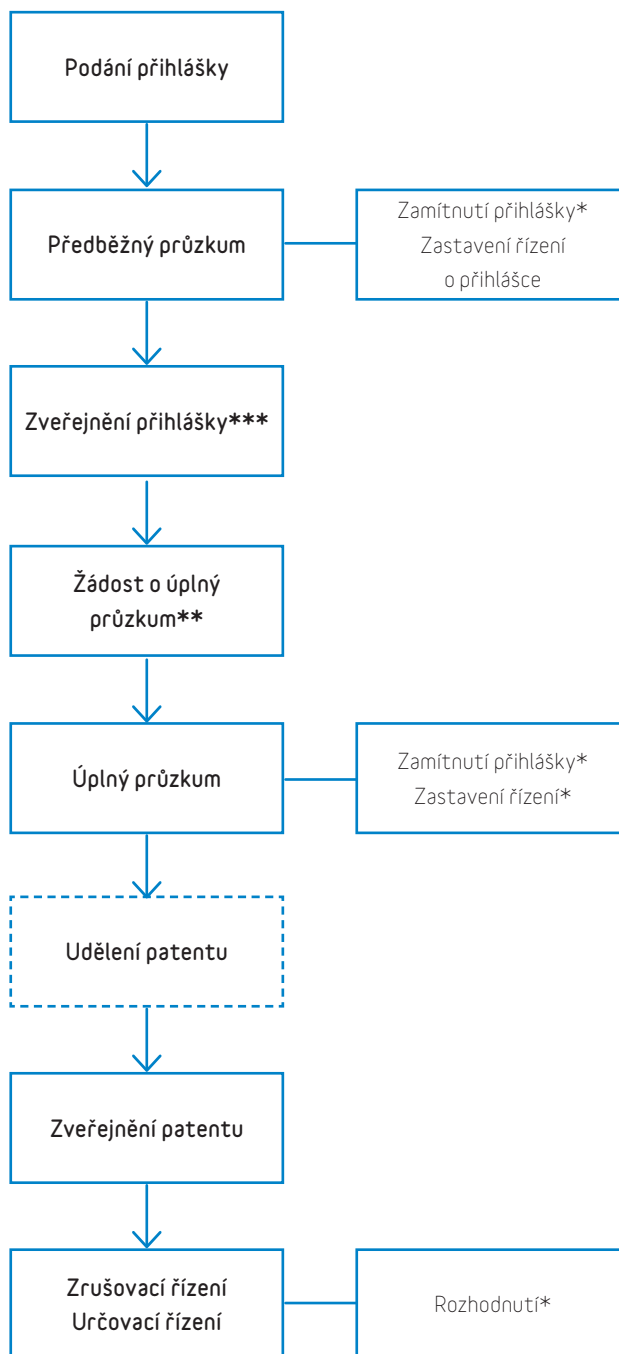 Podání přihlášky
Předběžný průzkum
Zamítnutí přihlášky*
Zastavení řízení
o přihlášce
Zveřejnění přihlášky***
Žádost o úplný
průzkum**
Úplný průzkum
Zamítnutí přihlášky*
Zastavení řízení*
Udělení patentu
Zveřejnění patentu
Zrušovací řízení
Určovací řízení
Rozhodnutí*